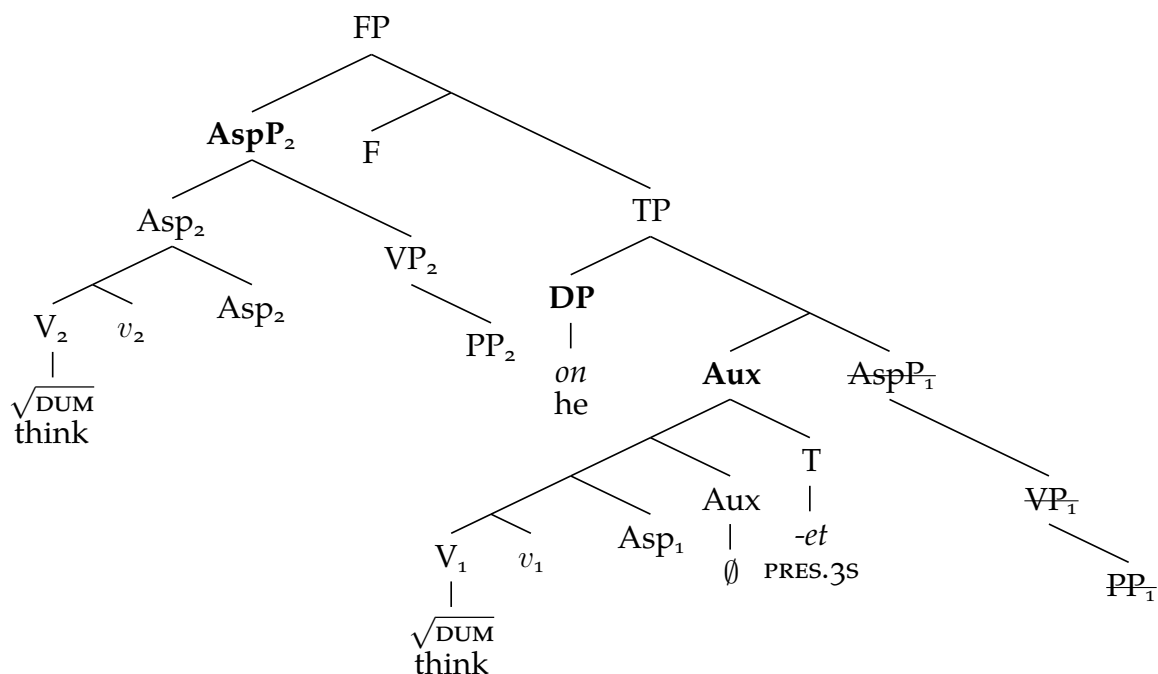 FP
AspP₂
F
Asp₂
TP
VP₂
DP
V₂ v₂ Asp₂
PP₂
on
he
Aux
AspP₁
√DUM
think
T
Aux
VP₁
V₁ v₁ Asp₁
-et
∅ PRES.3S
PP₁
√DUM
think